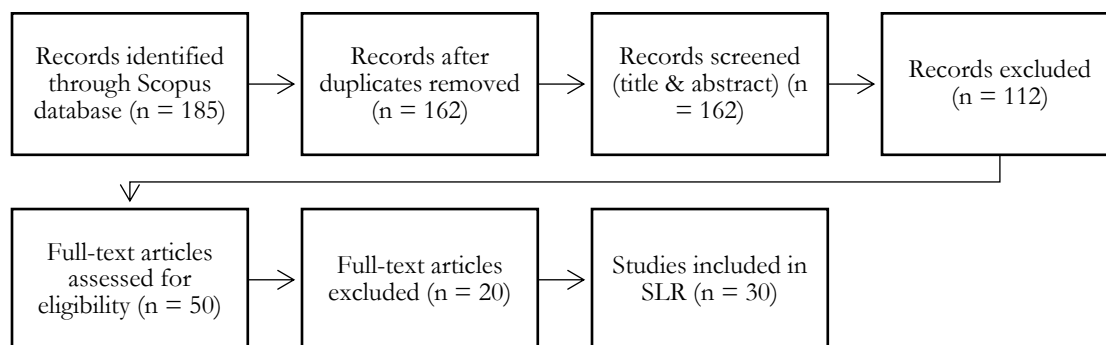 Records identified
through Scopus
database (n = 185)
Records after
duplicates removed
(n = 162)
Records screened
(title & abstract) (n
= 162)
Records excluded
(n = 112)
Full-text articles
assessed for
eligibility (n = 50)
Full-text articles
excluded (n = 20)
Studies included in
SLR (n = 30)